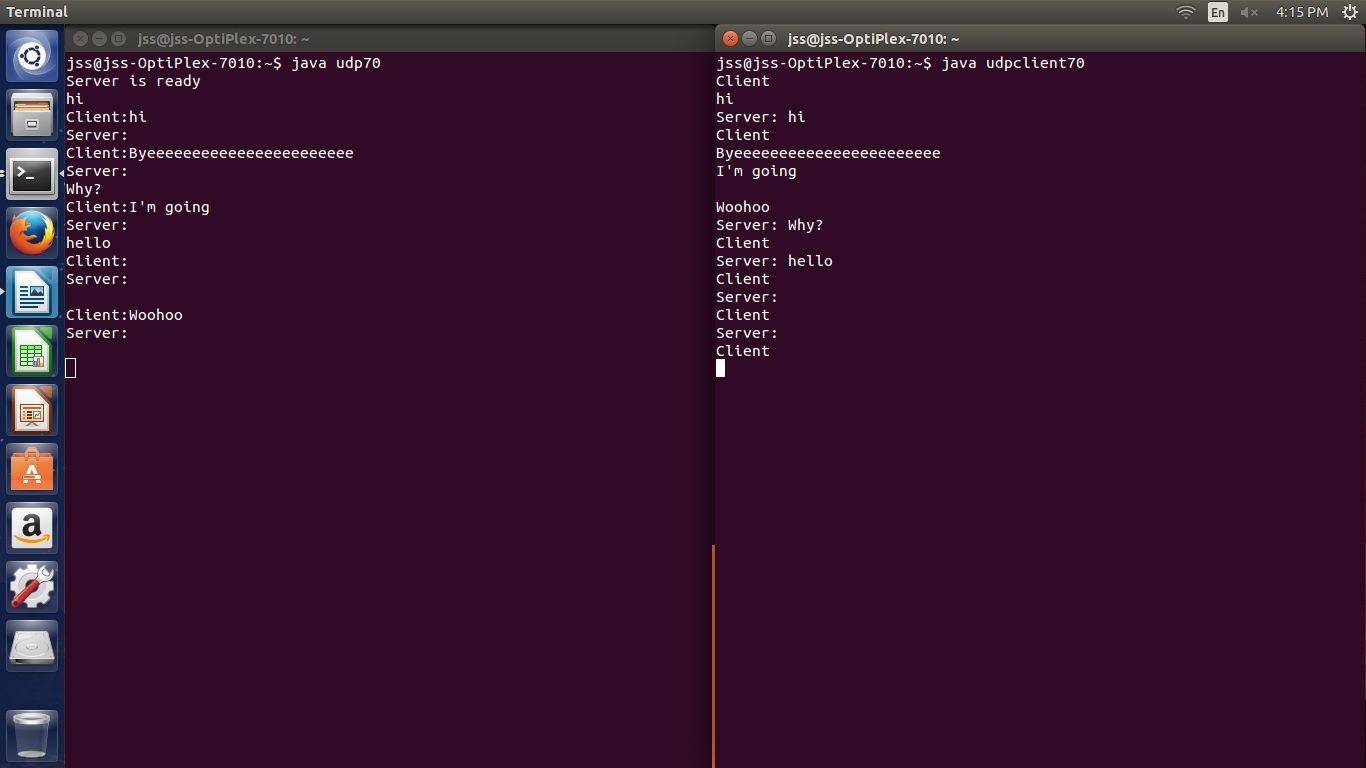 Terminal
En
4:15 PM
jss@jss-OptiPlex-7010: ~
jss@jss-OptiPlex-7010:~$ java udp70
Server is ready
hi
Client:hi
Server:
Client:Byeeeeeeeeeeeeeeeeeeeeeee
Server:
Why?
Client:I'm going
Server:
hello
Client:
Server:
Client:Woohoo
Server:
jss@jss-OptiPlex-7010: ~
jss@jss-OptiPlex-7010:~$ java udpclient70
Client
hi
Server: hi
Client
Byeeeeeeeeeeeeeeeeeeeeeee
I'm going
Woohoo
Server: Why?
Client
Server: hello
Client
Server:
Client
Server:
Client